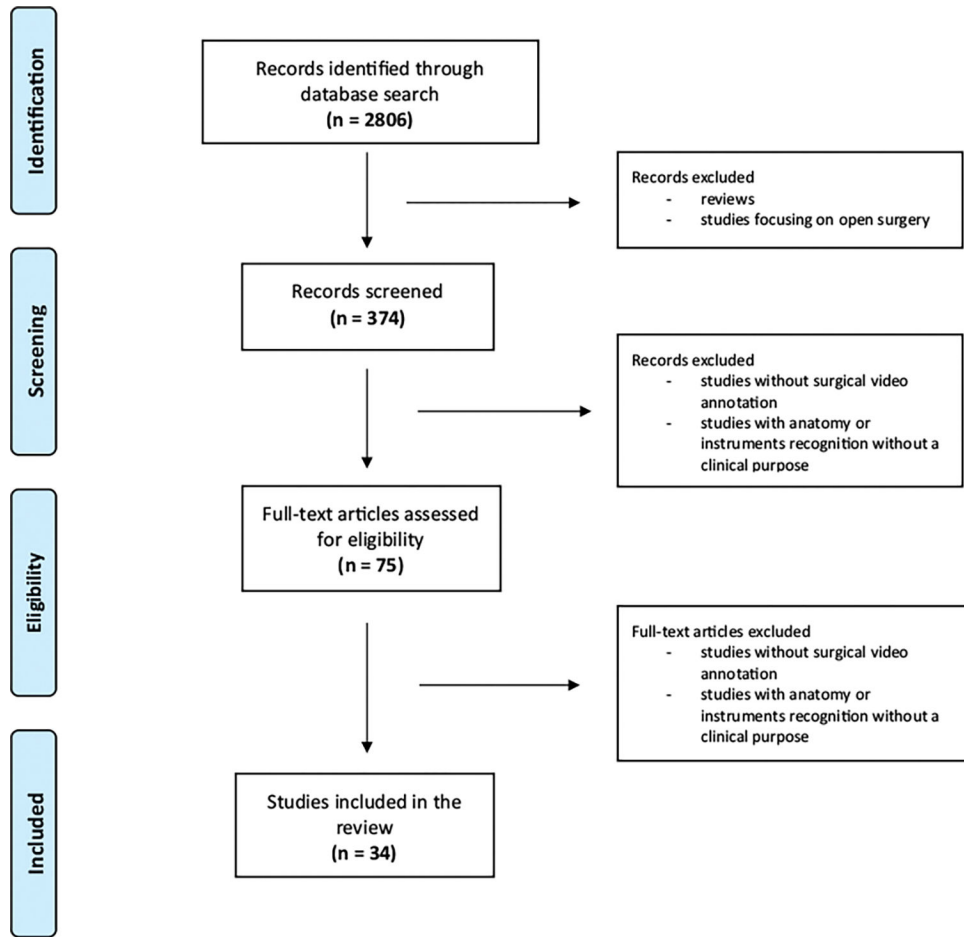 Identification
Records identified through
database search
(n = 2806)
Records excluded
- reviews
- studies focusing on open surgery
Screening
Records screened
(n = 374)
Records excluded
- studies without surgical video
annotation
- studies with anatomy or
instruments recognition without a
clinical purpose
Eligibility
Full-text articles assessed
for eligibility
(n = 75)
Full-text articles excluded
- studies without surgical video
annotation
- studies with anatomy or
instruments recognition without a
clinical purpose
Included
Studies included in the
review
(n = 34)